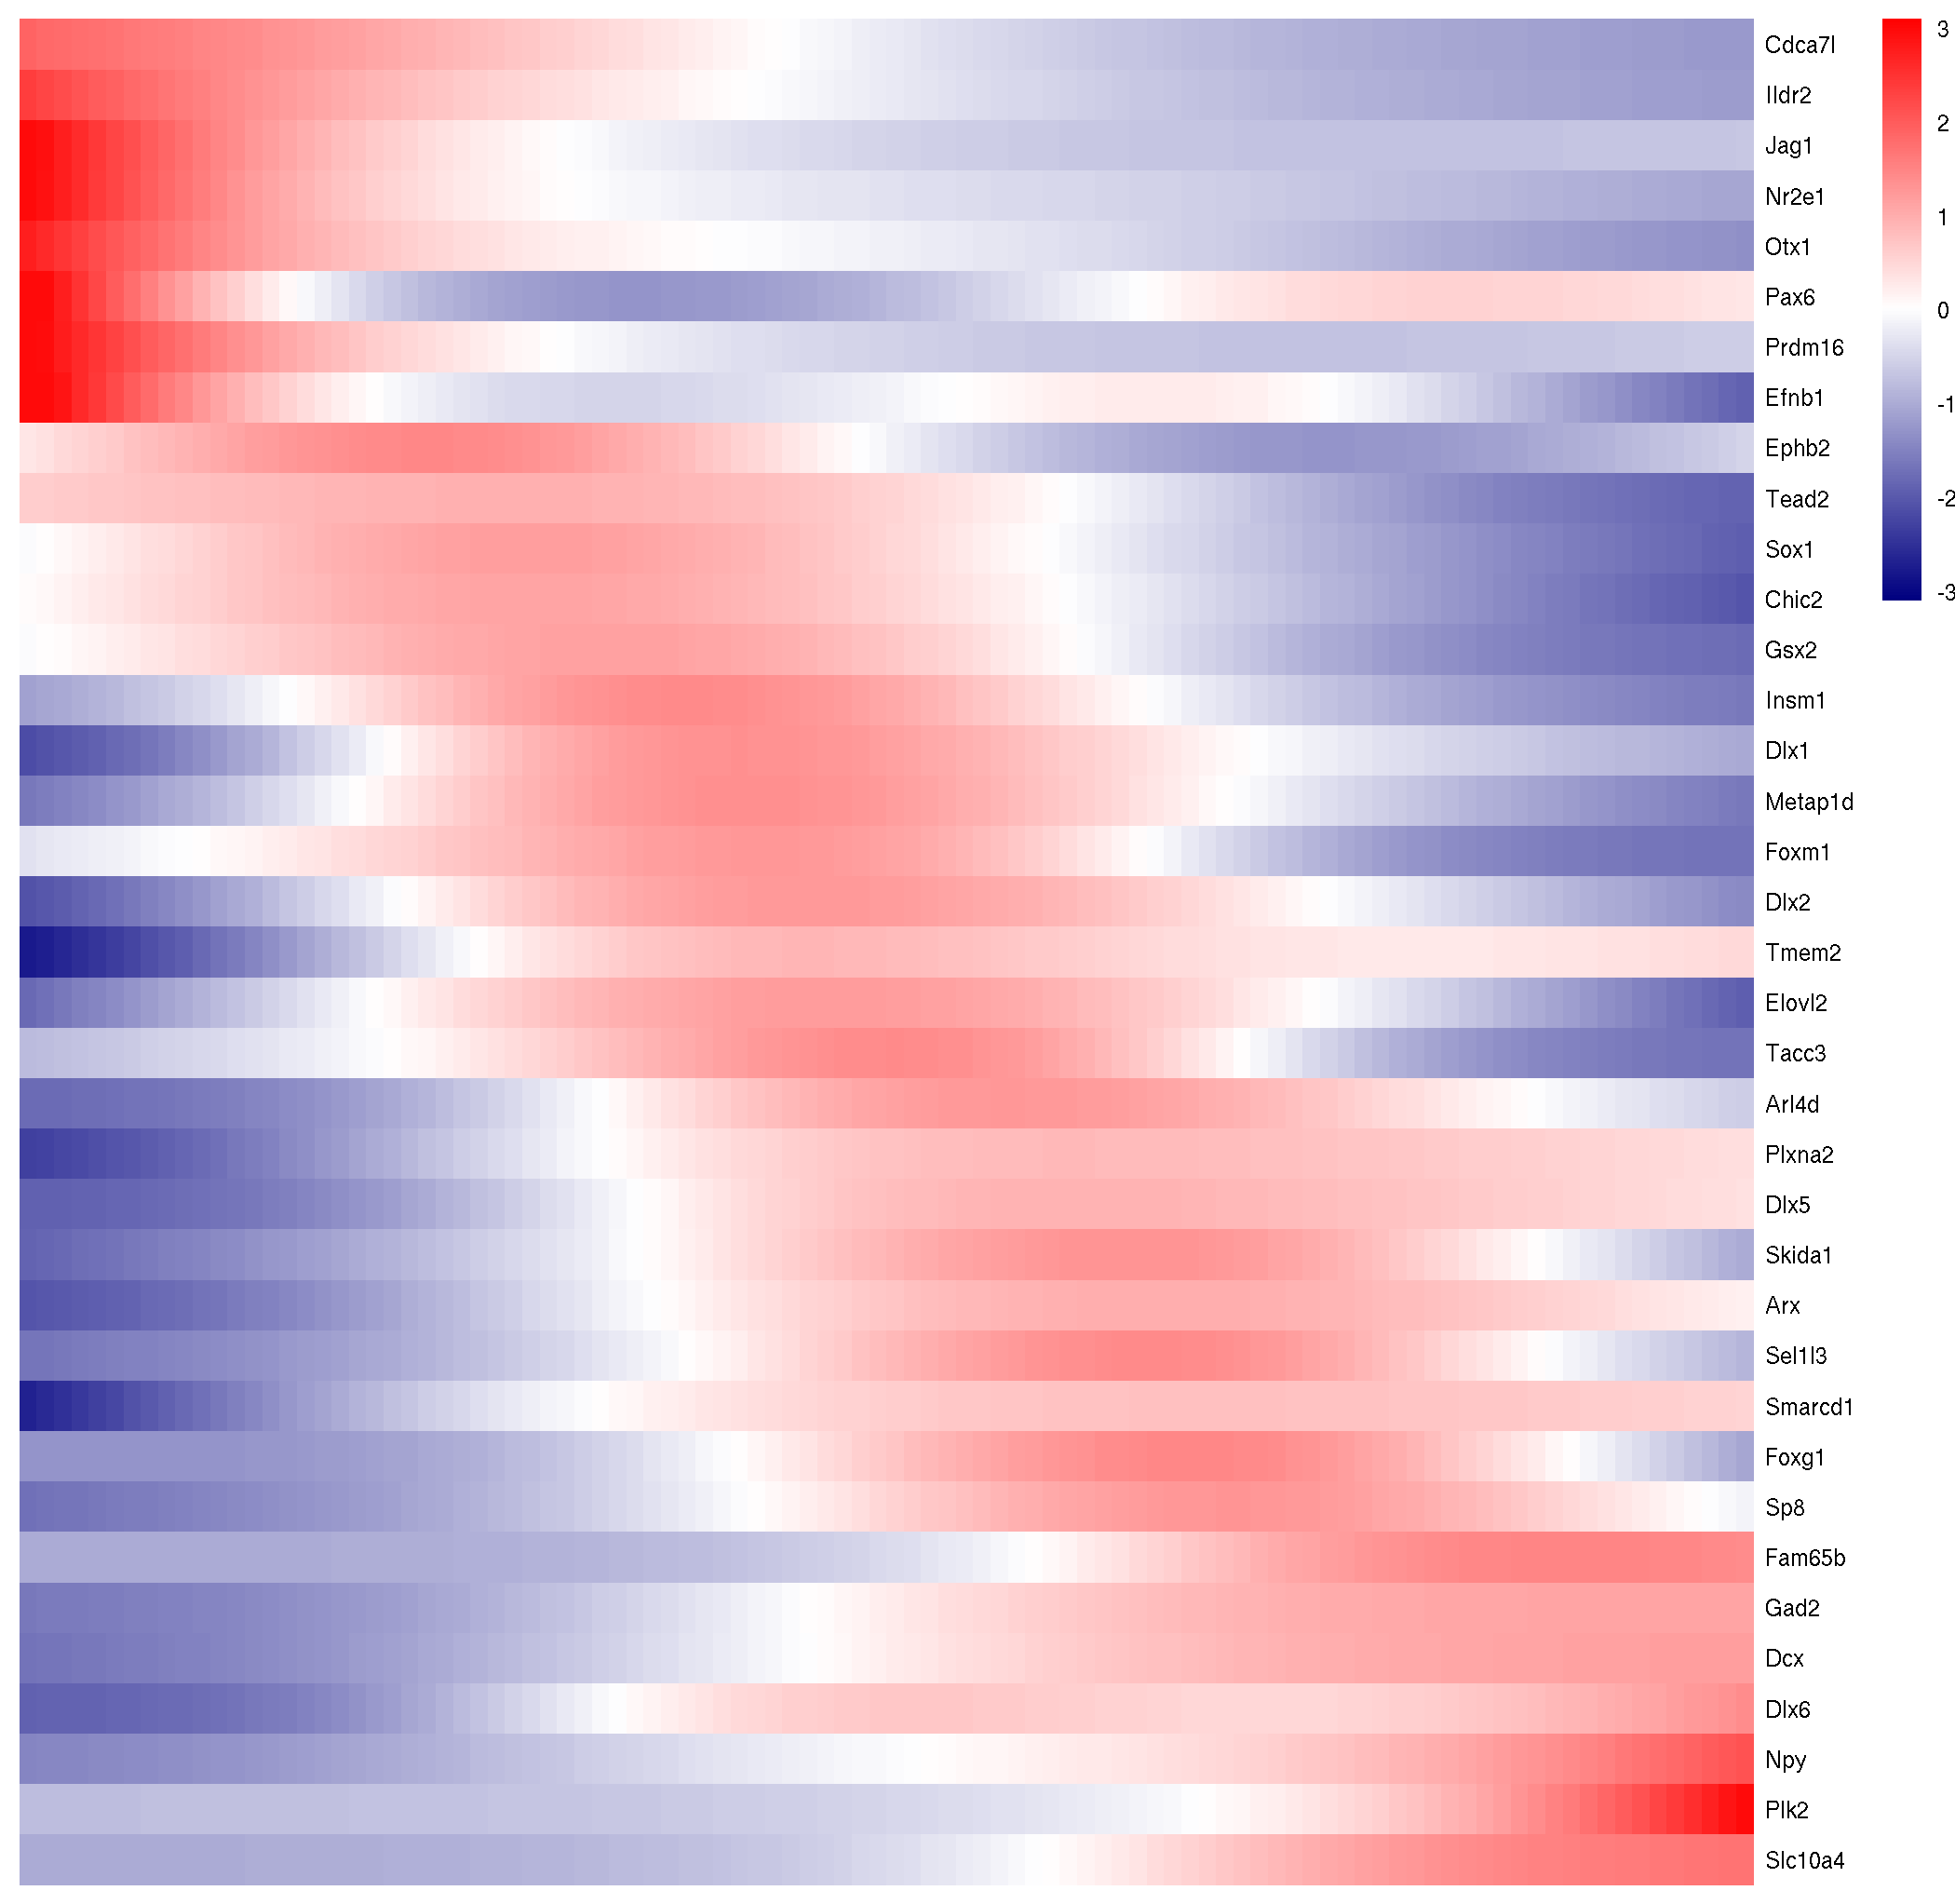 Cdca7l
Ildr2
Jag1
Nr2e1
Otx1
Pax6
Prdm16
Efnb1
Ephb2
Tead2
Sox1
Chic2
Gsx2
Insm1
Dlx1
Metap1d
Foxm1
Dlx2
Tmem2
Elovl2
Tacc3
Arl4d
Plxna2
Dlx5
Skida1
Arx
Sel1l3
Smarcd1
Foxg1
Sp8
Fam65b
Gad2
Dcx
Dlx6
Npy
Plk2
Slc10a4
3
2
1
0
-1
-2
-3